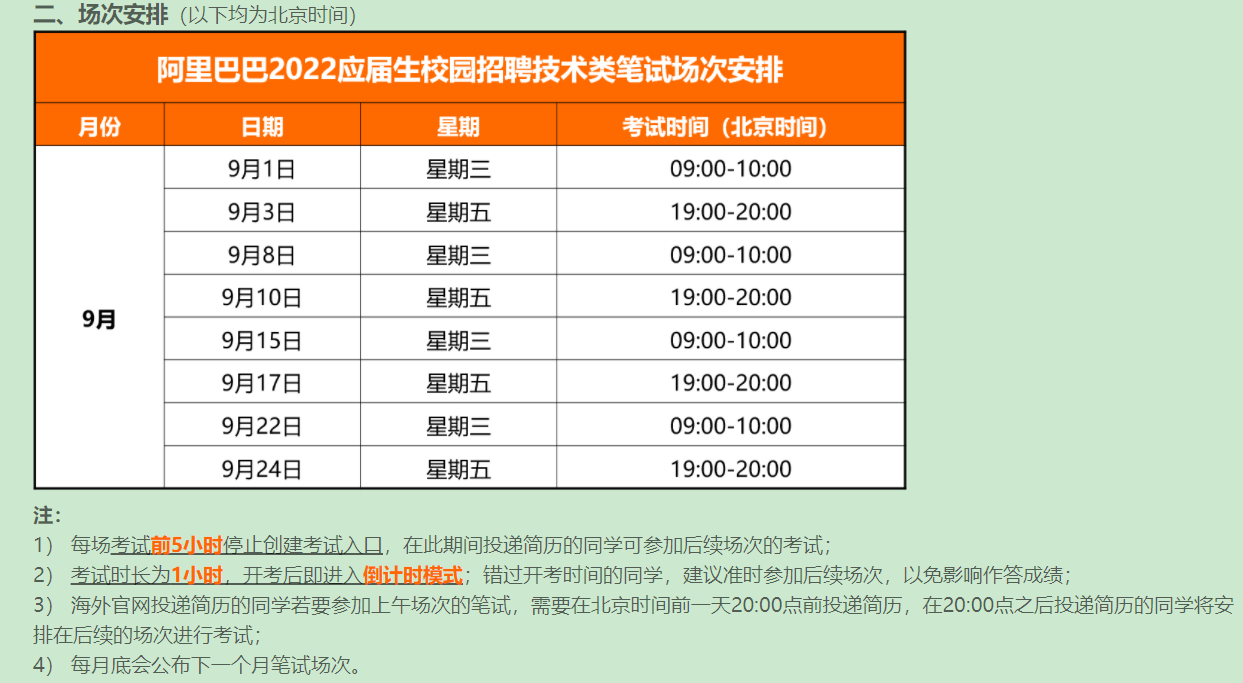 二、场次安排（以下均为北京时间）
阿里巴巴2022应届生校园招聘技术类笔试场次安排
月份 日期 星期 考试时间（北京时间）
9月1日 星期三 09:00-10:00
9月3日 星期五 19:00-20:00
9月8日 星期三 09:00-10:00
9月10日 星期五 19:00-20:00
9月
9月15日 星期三 09:00-10:00
9月17日 星期五 19:00-20:00
9月22日 星期三 09:00-10:00
9月24日 星期五 19:00-20:00
注：
1） 每场考试前5小时停止创建考试入口，在此期间投递简历的同学可参加后续场次的考试；
2） 考试时长为1小时，开考后即进入倒计时模式；错过开考时间的同学，建议准时参加后续场次，以免影响作答成绩；
3） 海外官网投递简历的同学若要参加上午场次的笔试，需要在北京时间前一天20:00点前投递简历，在20:00点之后投递简历的同学将安
排在后续的场次进行考试；
4） 每月底会公布下一个月笔试场次。